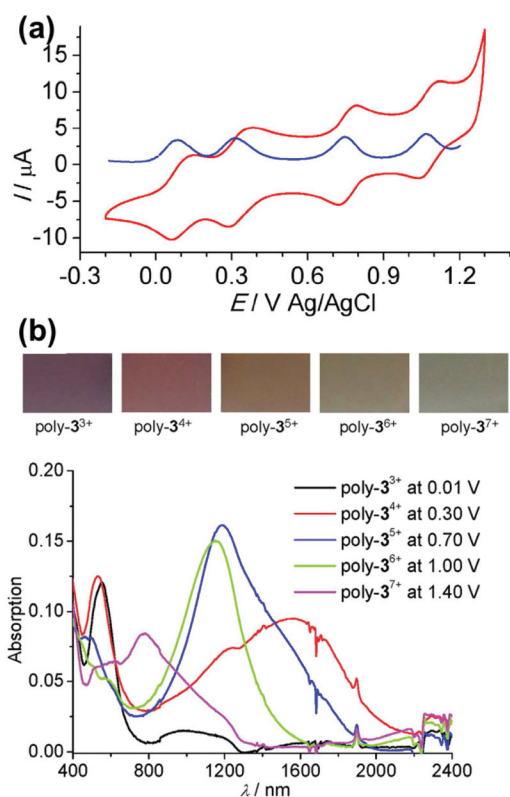 (a)
15
10
5
0
-5
-10
I / μA
-0.3 0.0 0.3 0.6 0.9 1.2
E / V Ag/AgCl
(b)
poly-3³⁺ poly-3⁴⁺ poly-3⁵⁺ poly-3⁶⁺ poly-3⁷⁺
0.20
0.15
0.10
0.05
0.00
Absorption
poly-3³⁺ at 0.01 V
poly-3⁴⁺ at 0.30 V
poly-3⁵⁺ at 0.70 V
poly-3⁶⁺ at 1.00 V
poly-3⁷⁺ at 1.40 V
400 800 1200 1600 2000 2400
λ / nm